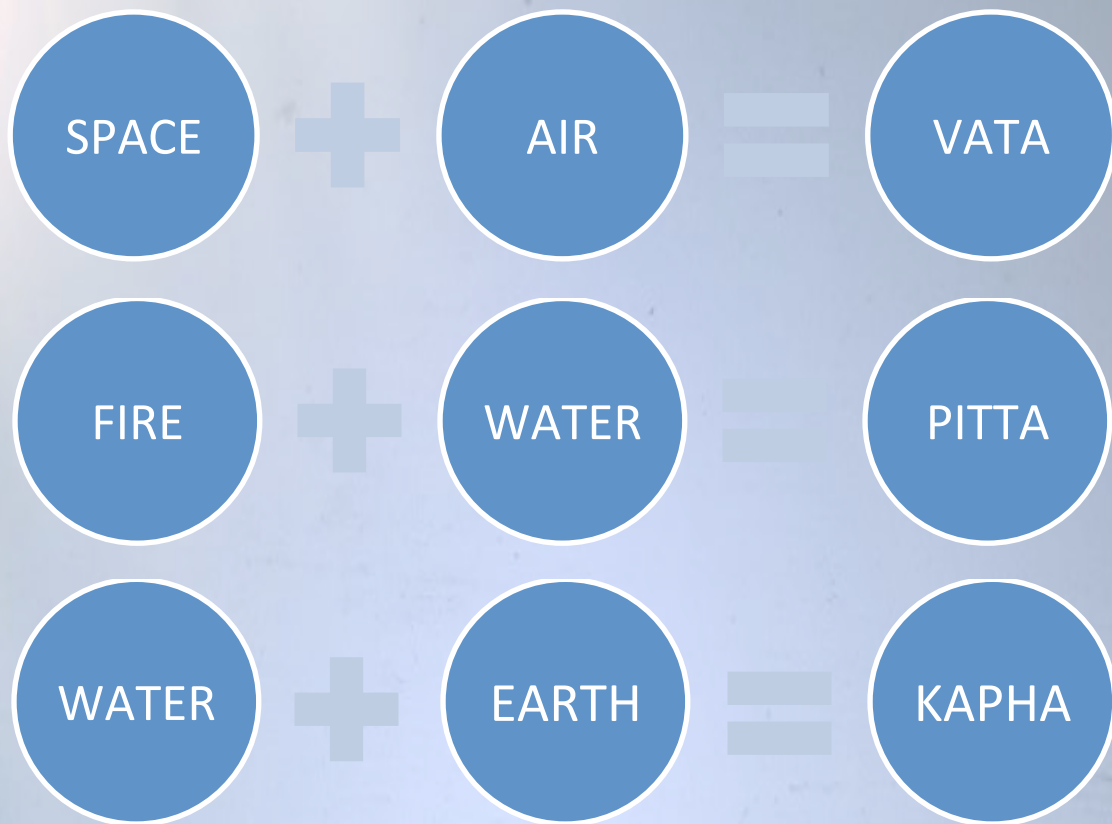 SPACE + AIR = VATA
FIRE + WATER = PITTA
WATER + EARTH = KAPHA